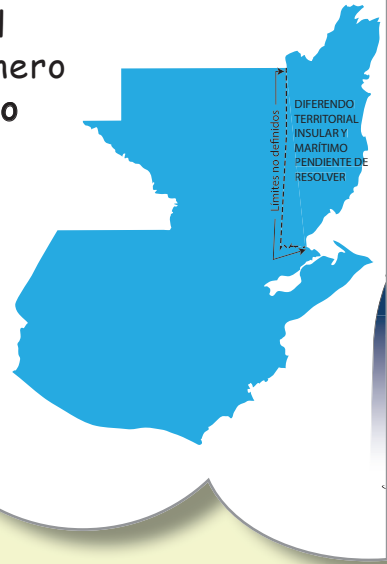 l
nero
o
Límites no definidos
DIFERENDO
TERRITORIAL
INSULAR Y
MARÍTIMO
PENDIENTE DE
RESOLVER